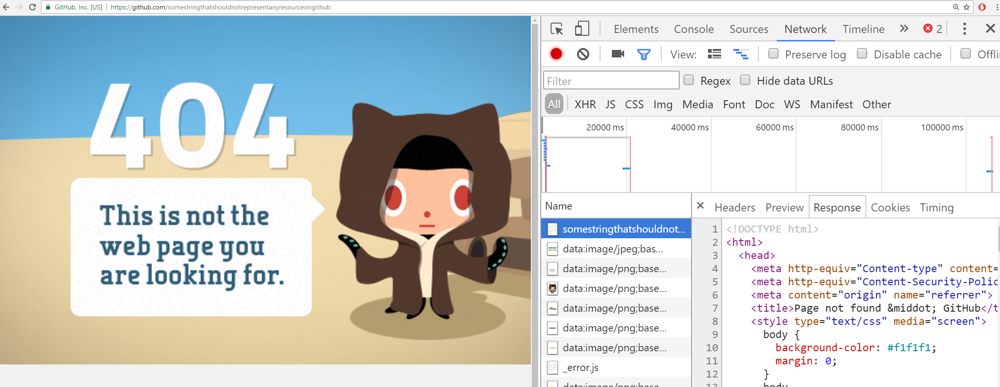 GitHub, Inc. [US] https://github.com/somestringthatshouldnotrepresentanyresourceongithub
404
This is not the
web page you
are looking for.
Elements Console Sources Network Timeline 2
View: Preserve log Disable cache
Filter Regex Hide data URLs
All XHR JS CSS Img Media Font Doc WS Manifest Other
20000 ms 40000 ms 60000 ms 80000 ms 100000 ms
Name
somestringthatshouldnot...
data:image/jpeg;bas...
data:image/png;base...
data:image/png;base...
data:image/png;base...
data:image/png;base...
data:image/png;base...
_error.js
data:image/png;base...
Headers Preview Response Cookies Timing
1 <!DOCTYPE html>
2 <html>
3 <head>
4 <meta http-equiv="Content-type" content=
5 <meta http-equiv="Content-Security-Polic
6 <meta content="origin" name="referrer">
7 <title>Page not found &middot; GitHub</t
8 <style type="text/css" media="screen">
9 body {
10 background-color: #f1f1f1;
11 margin: 0;
12 }
13 body